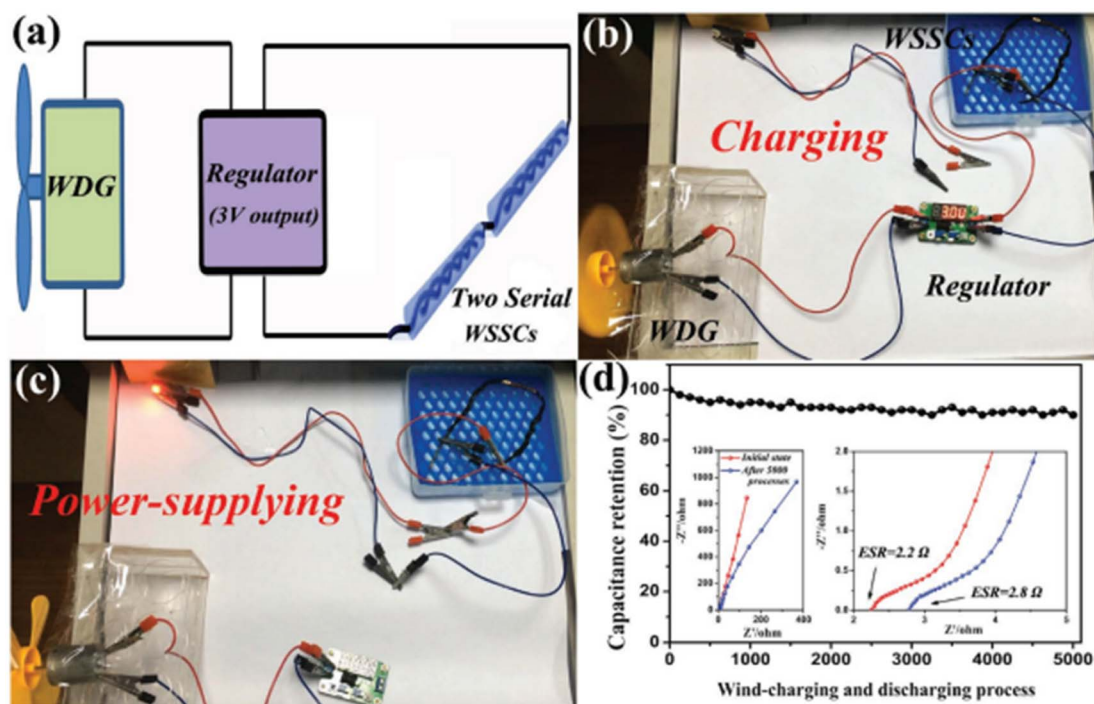 (a)
WDG
Regulator
(3V output)
Two Serial
WSSCs
(b)
WSSCs
Charging
3.0U
Regulator
WDG
(c)
Power-supplying
(d)
Capacitance retention (%)
100
80
60
40
20
0
0
1000
2000
3000
4000
5000
Wind-charging and discharging process
-Z''/ohm
1200
1000
800
600
400
200
0
0
200
400
Z'/ohm
Initial state
After 5000
processes
-Z''/ohm
2.0
1.5
1.0
0.5
0.0
2
3
4
5
Z'/ohm
ESR=2.2 Ω
ESR=2.8 Ω